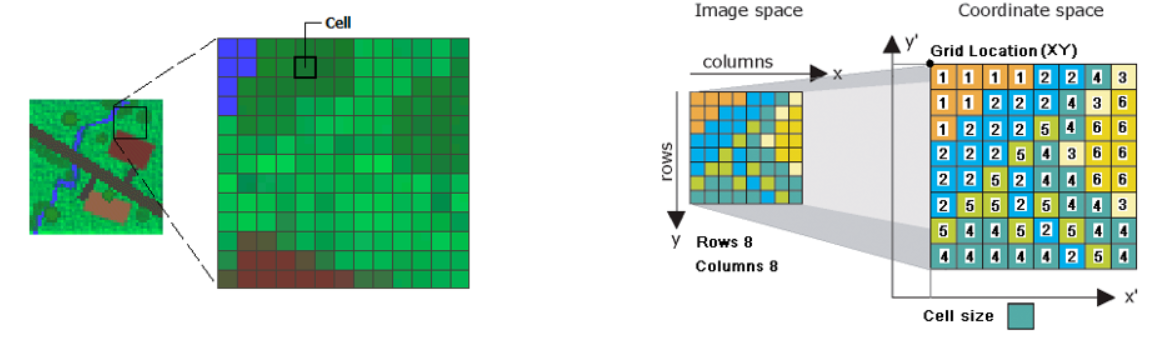 Cell
Image space
columns
x
rows
y
Rows 8
Columns 8
Coordinate space
y'
Grid Location (XY)
1 1 1 1 2 2 4 3
1 1 2 2 2 4 3 6
1 2 2 2 5 4 6 6
2 2 2 5 4 3 6 6
2 2 5 2 4 4 6 6
2 5 5 2 5 4 4 3
5 4 4 5 2 5 4 4
4 4 4 4 4 2 5 4
x'
Cell size